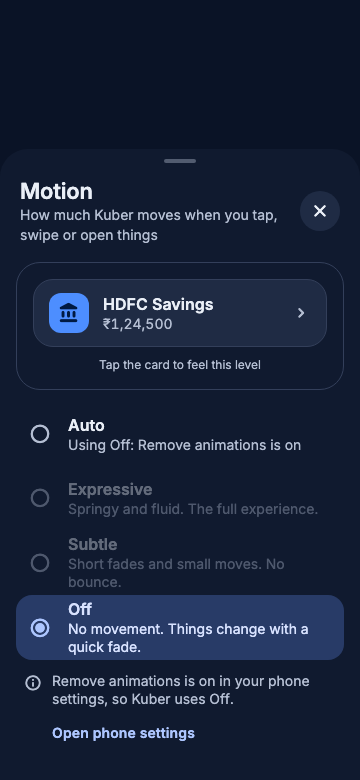 Motion
How much Kuber moves when you tap,
swipe or open things
HDFC Savings
₹1,24,500
Tap the card to feel this level
Auto
Using Off: Remove animations is on
Expressive
Springy and fluid. The full experience.
Subtle
Short fades and small moves. No
bounce.
Off
No movement. Things change with a
quick fade.
Remove animations is on in your phone
settings, so Kuber uses Off.
Open phone settings